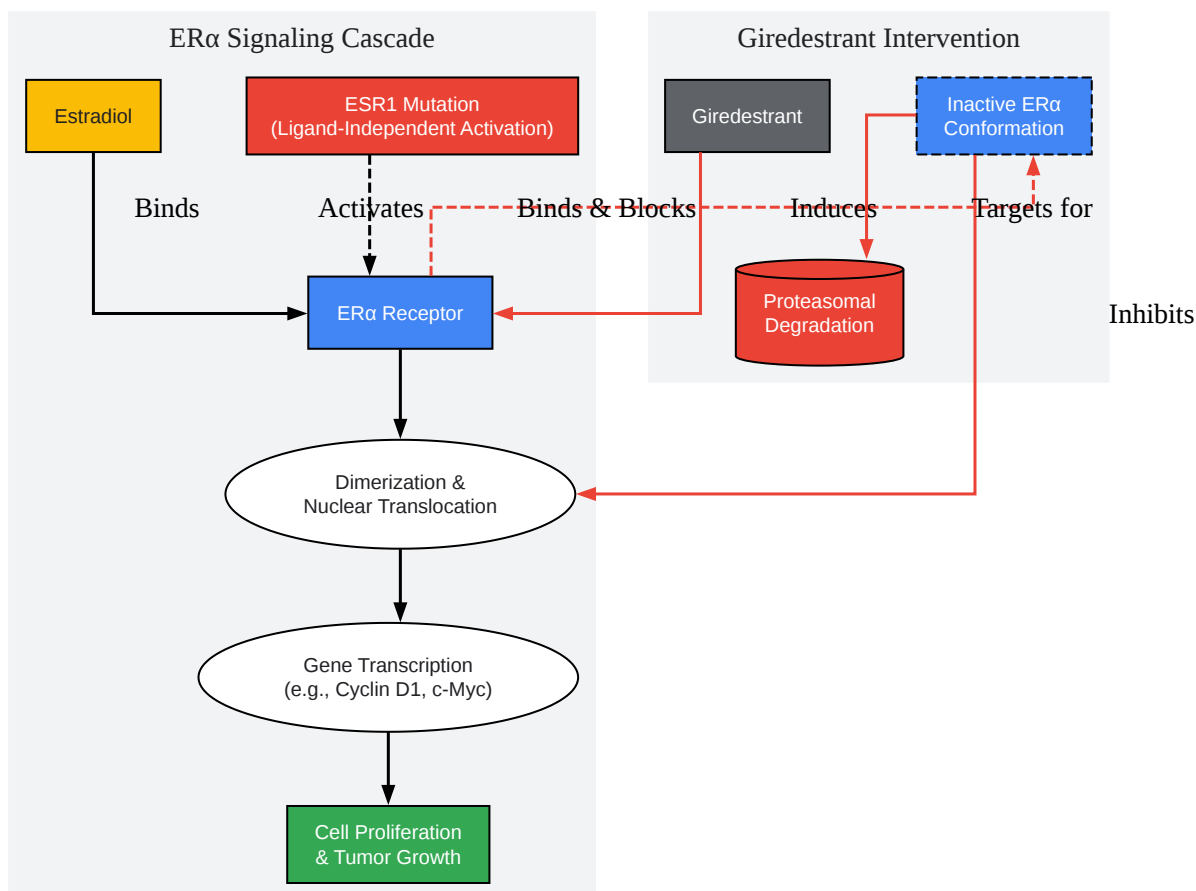 ERα Signaling Cascade
Giredestrant Intervention
Estradiol
ESR1 Mutation
(Ligand-Independent Activation)
Giredestrant
Inactive ERα
Conformation
Binds
Activates
Binds & Blocks
Induces
Targets for
ERα Receptor
Proteasomal
Degradation
Inhibits
Dimerization &
Nuclear Translocation
Gene Transcription
(e.g., Cyclin D1, c-Myc)
Cell Proliferation
& Tumor Growth